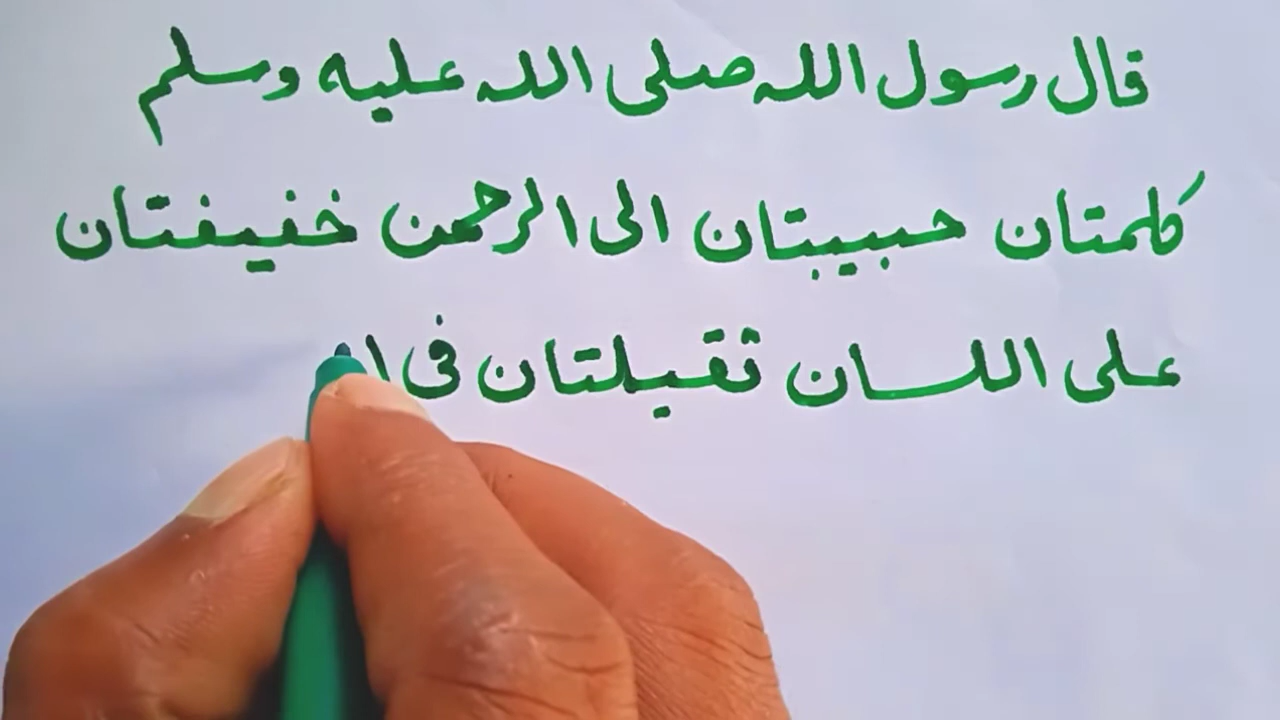 قال رسول الله صلى الله عليه وسلم
كلمتان حبيبتان الى الرحمن خفيفتان
على اللسان ثقيلتان فى